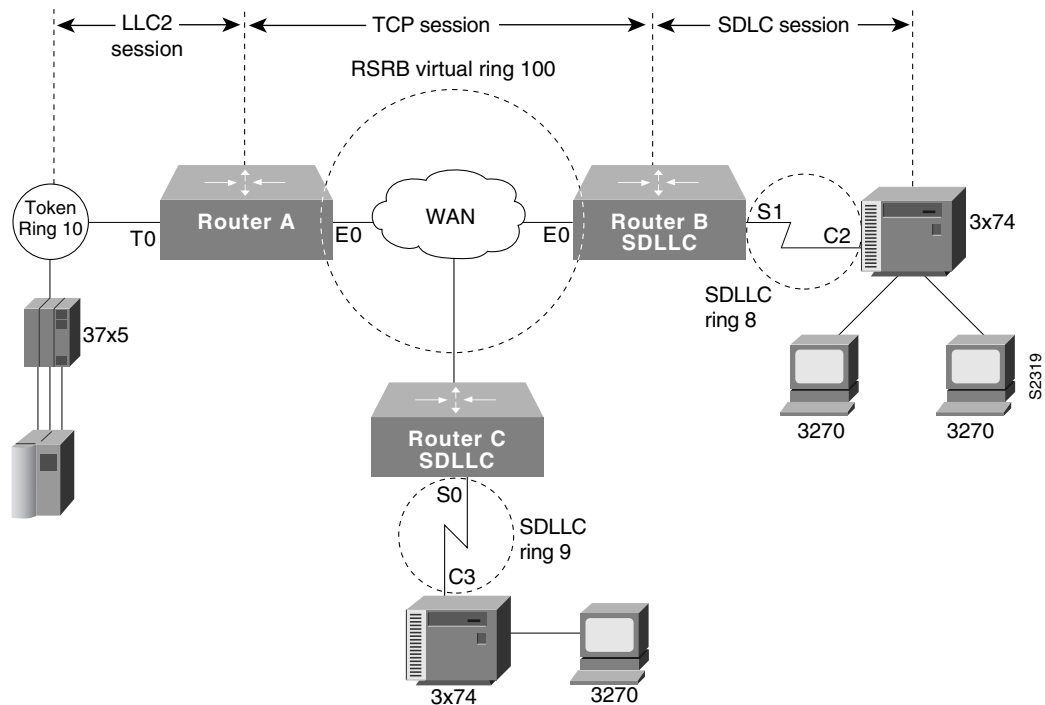 LLC2
session
TCP session
SDLC session
RSRB virtual ring 100
Token
Ring 10
T0
Router A
E0
WAN
E0
Router B
SDLLC
S1
C2
3x74
SDLLC
ring 8
37x5
3270
3270
S2319
Router C
SDLLC
S0
SDLLC
ring 9
C3
3x74
3270